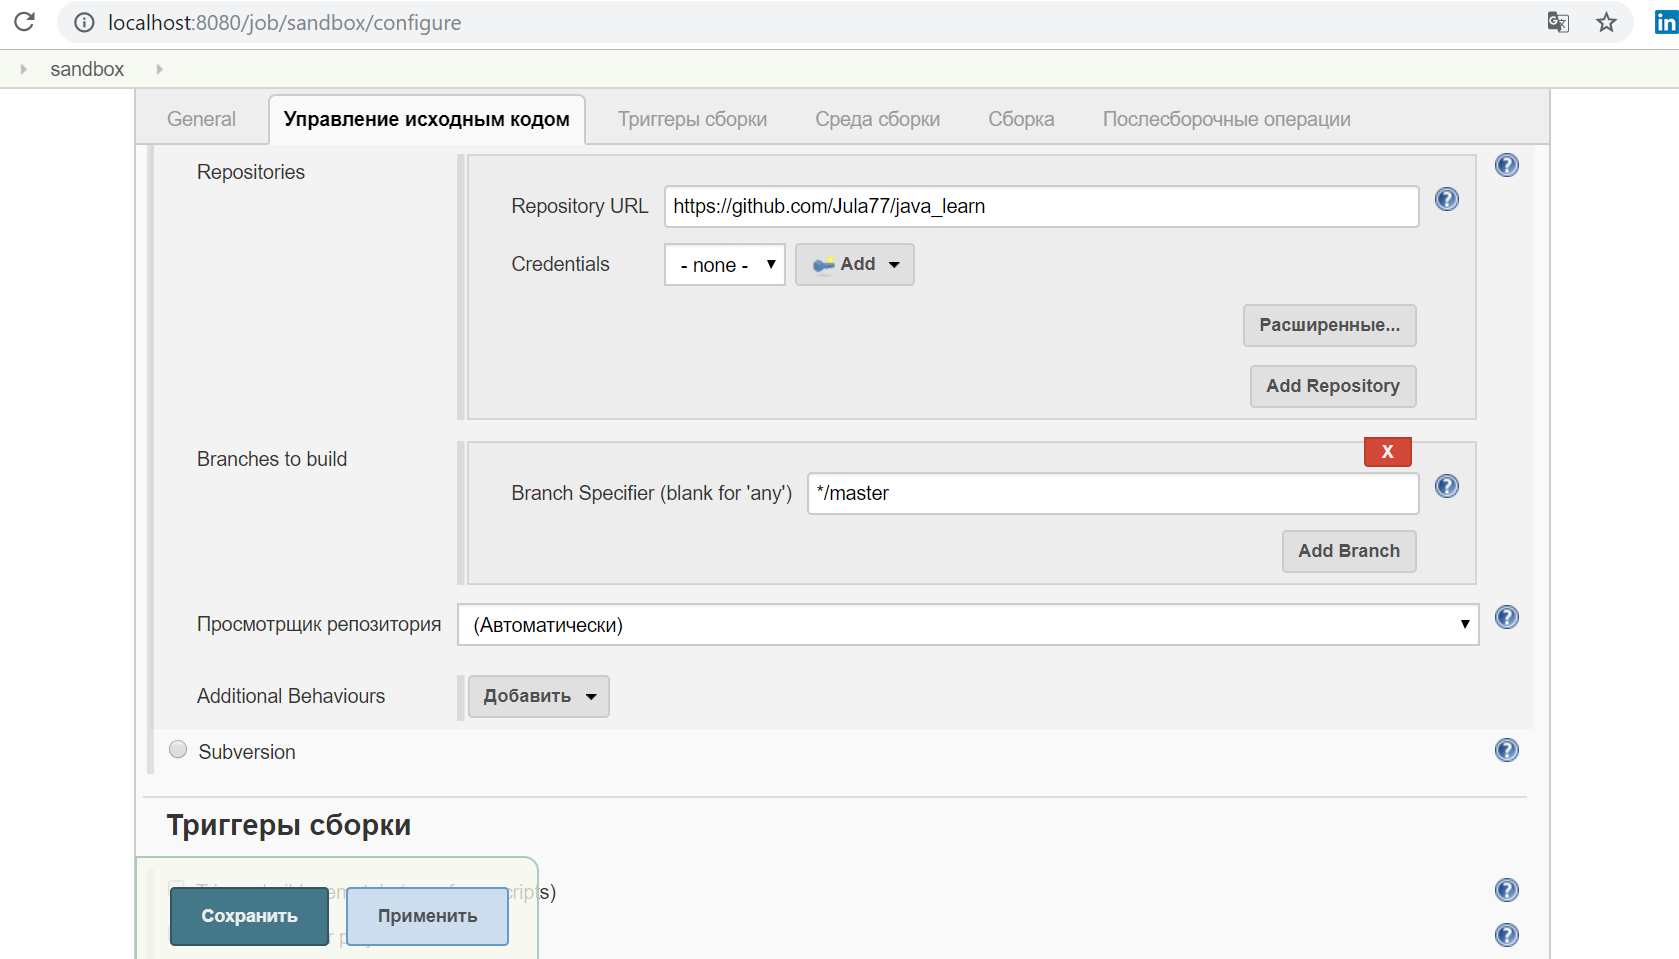 localhost:8080/job/sandbox/configure
in
sandbox
General Управление исходным кодом Триггеры сборки Среда сборки Сборка Послесборочные операции
Repositories
Repository URL https://github.com/Jula77/java_learn
Credentials - none - Add
Расширенные...
Add Repository
Branches to build
X
Branch Specifier (blank for 'any') */master
Add Branch
Просмотрщик репозитория (Автоматически)
Additional Behaviours Добавить
Subversion
Триггеры сборки
Сохранить Применить